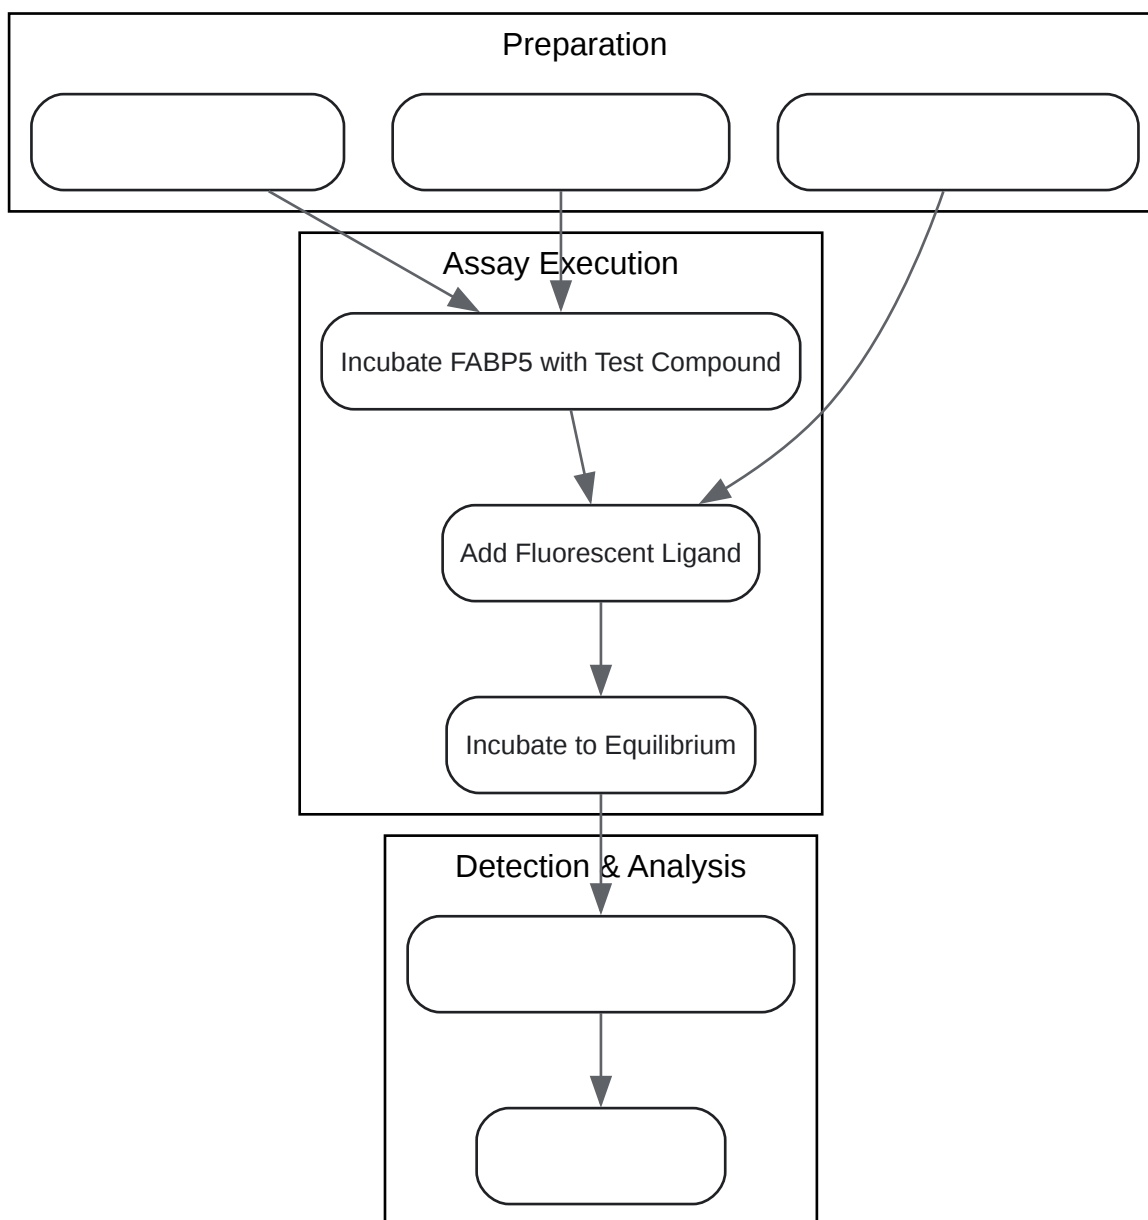 Preparation
Assay Execution
Incubate FABP5 with Test Compound
Add Fluorescent Ligand
Incubate to Equilibrium
Detection & Analysis